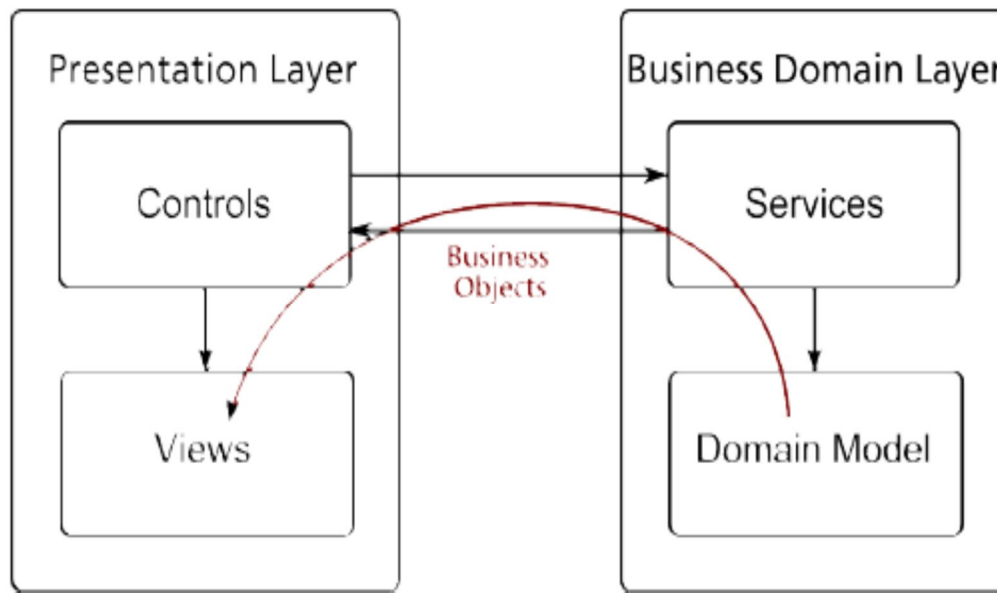 Presentation Layer
Business Domain Layer
Controls
Services
Business
Objects
Views
Domain Model